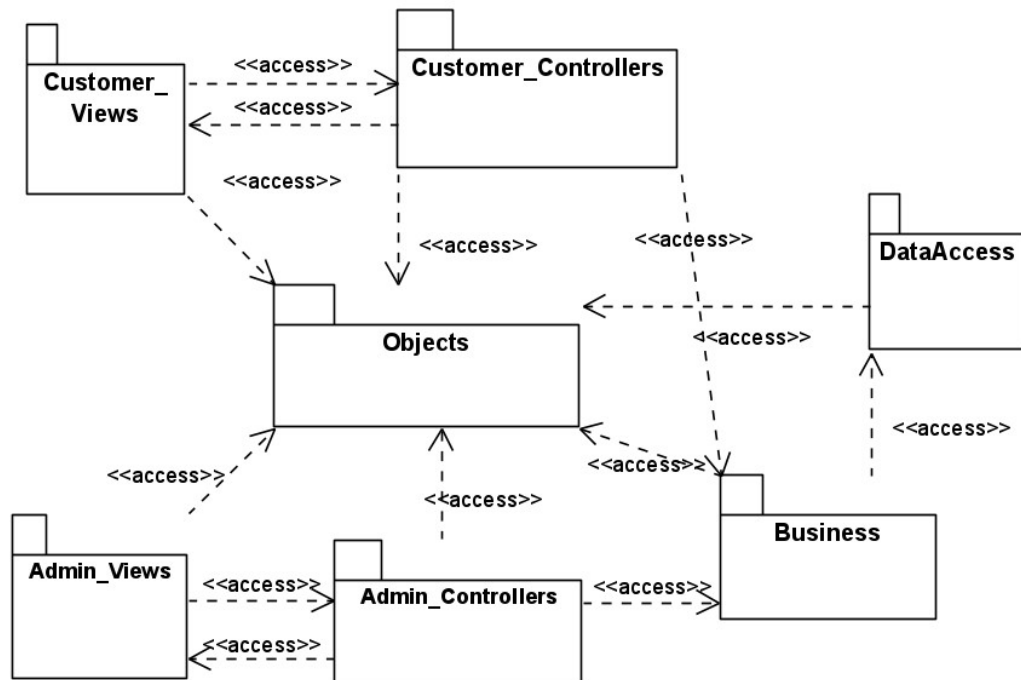 <<access>>
Customer_Controllers
Customer_
Views
<<access>>
<<access>>
<<access>>
<<access>>
DataAccess
<<access>>
Objects
<<access>>
<<access>>
<<access>>
<<access>>
Business
Admin_Views
<<access>>
Admin_Controllers
<<access>>
<<access>>